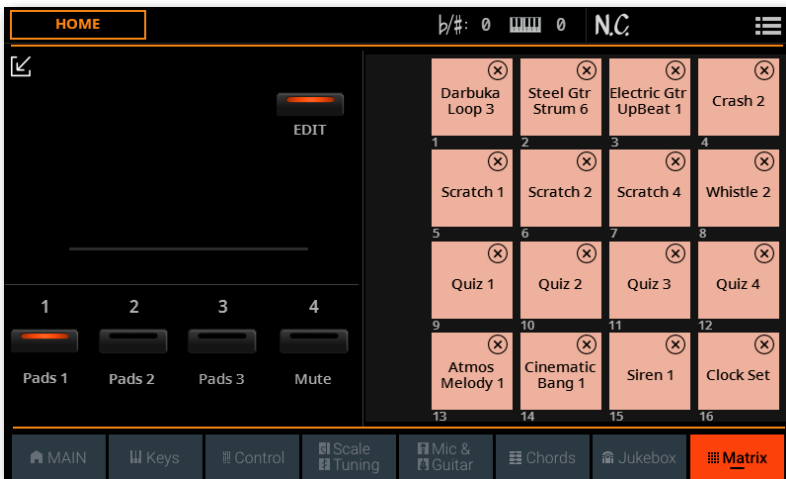 HOME
♭/♯: 0
0
N.C.
EDIT
1
2
3
4
Pads 1
Pads 2
Pads 3
Mute
Darbuka
Loop 3
1
Steel Gtr
Strum 6
2
Electric Gtr
UpBeat 1
3
Crash 2
4
Scratch 1
5
Scratch 2
6
Scratch 4
7
Whistle 2
8
Quiz 1
9
Quiz 2
10
Quiz 3
11
Quiz 4
12
Atmos
Melody 1
13
Cinematic
Bang 1
14
Siren 1
15
Clock Set
16
MAIN
Keys
Control
Scale
Tuning
Mic &
Guitar
Chords
Jukebox
Matrix